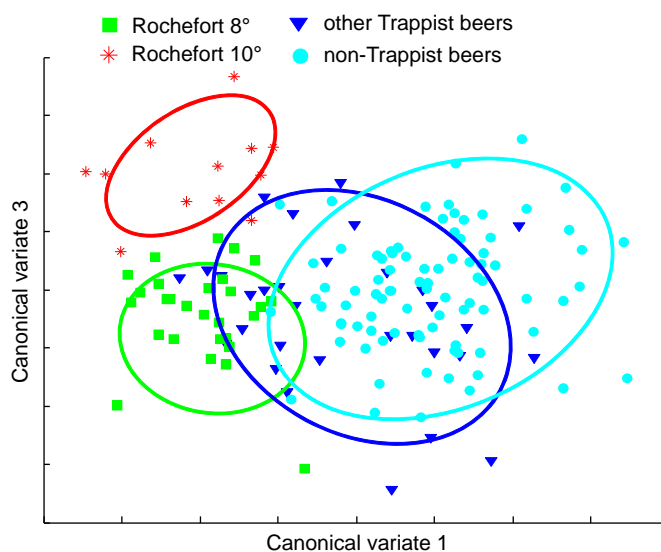 Rochefort 8°
Rochefort 10°
other Trappist beers
non-Trappist beers
Canonical variate 3
Canonical variate 1